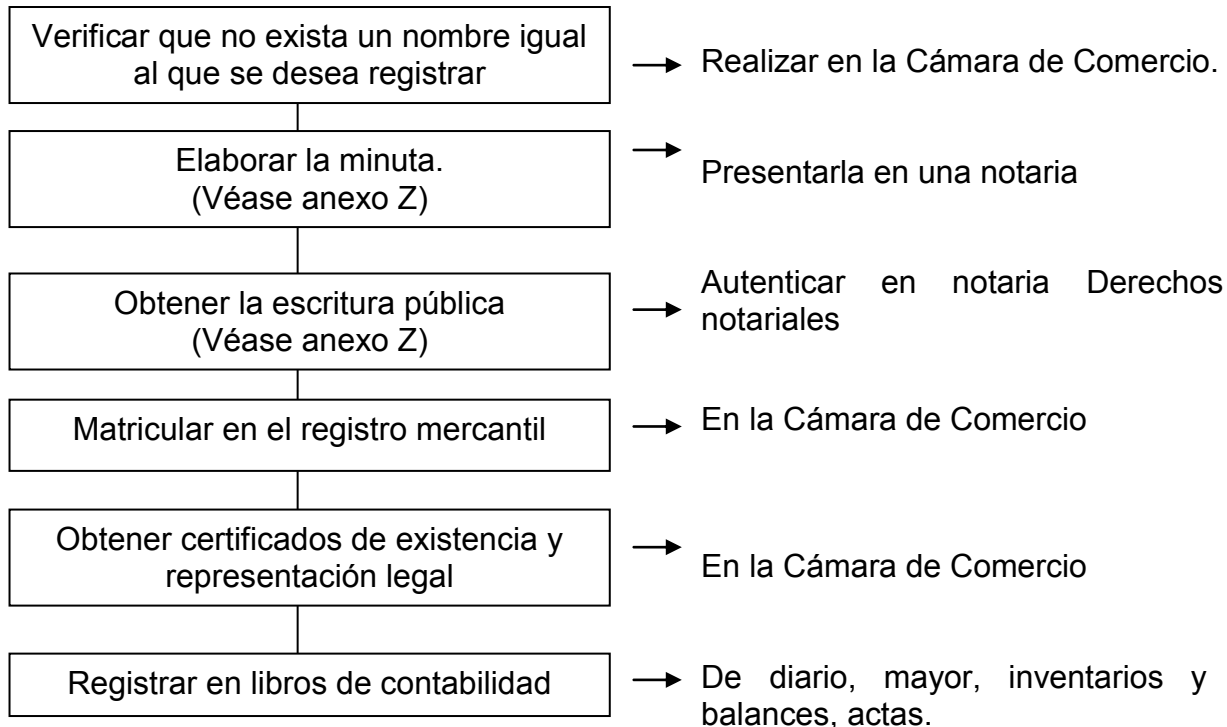 Verificar que no exista un nombre igual
al que se desea registrar
Realizar en la Cámara de Comercio.
Elaborar la minuta.
(Véase anexo Z)
Presentarla en una notaria
Obtener la escritura pública
(Véase anexo Z)
Autenticar en notaria Derechos
notariales
Matricular en el registro mercantil
En la Cámara de Comercio
Obtener certificados de existencia y
representación legal
En la Cámara de Comercio
Registrar en libros de contabilidad
De diario, mayor, inventarios y
balances, actas.